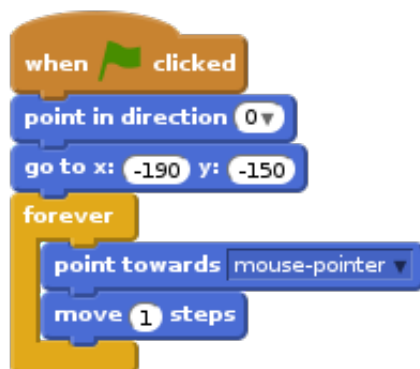 when clicked
point in direction 0
go to x: -190 y: -150
forever
point towards mouse-pointer
move 1 steps